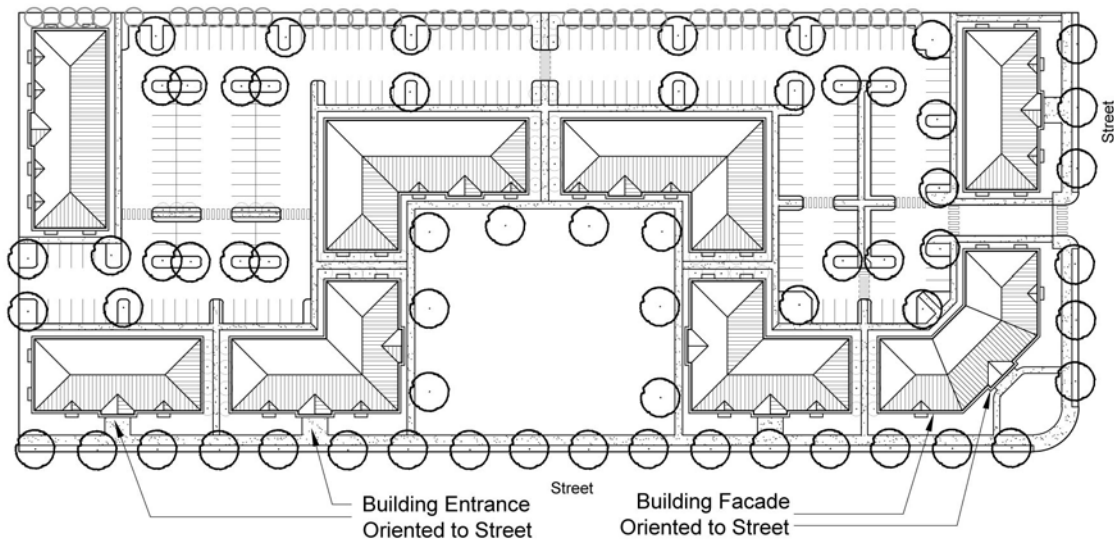 Street
Street
Building Entrance
Oriented to Street
Building Facade
Oriented to Street